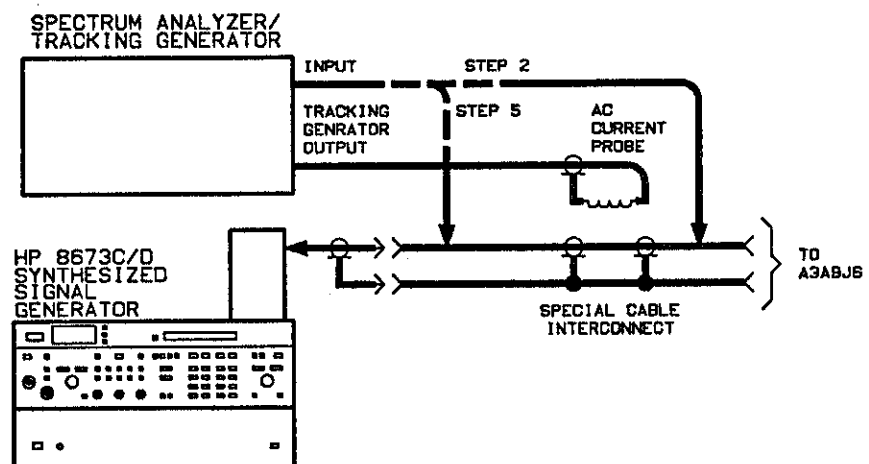 SPECTRUM ANALYZER/
TRACKING GENERATOR
INPUT
STEP 2
TRACKING
GENRATOR
OUTPUT
STEP 5
AC
CURRENT
PROBE
HP 8673C/D
SYNTHESIZED
SIGNAL
GENERATOR
TO
A3A8J6
SPECIAL CABLE
INTERCONNECT